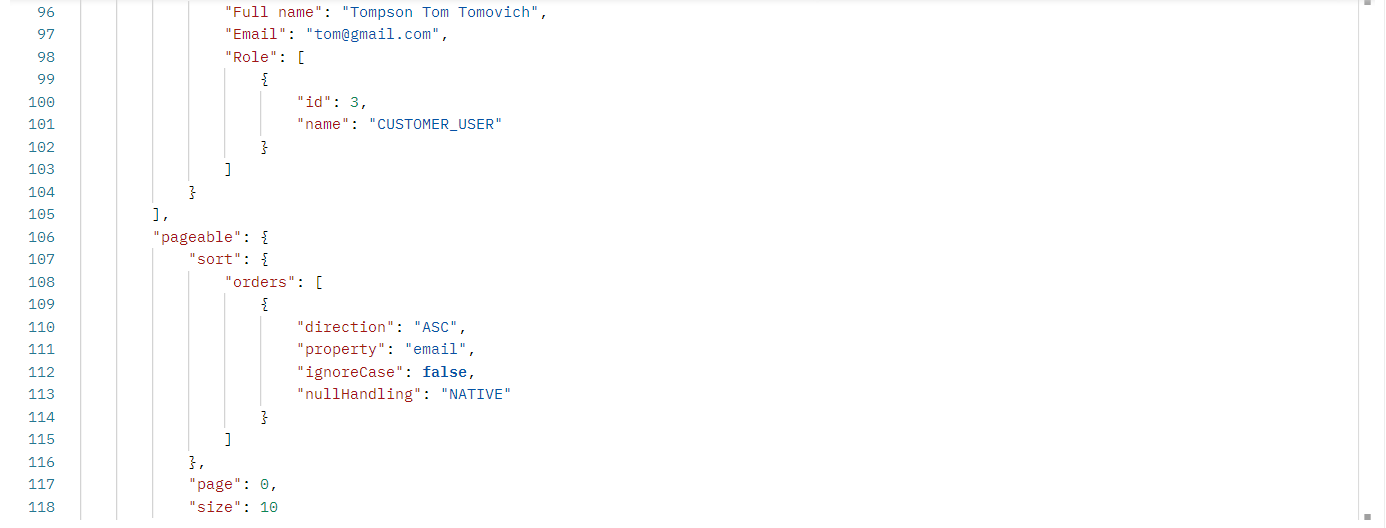 96 "Full name": "Tompson Tom Tomovich",
97 "Email": "tom@gmail.com",
98 "Role": [
99 {
100 "id": 3,
101 "name": "CUSTOMER_USER"
102 }
103 ]
104 }
105 ],
106 "pageable": {
107 "sort": {
108 "orders": [
109 {
110 "direction": "ASC",
111 "property": "email",
112 "ignoreCase": false,
113 "nullHandling": "NATIVE"
114 }
115 ]
116 },
117 "page": 0,
118 "size": 10